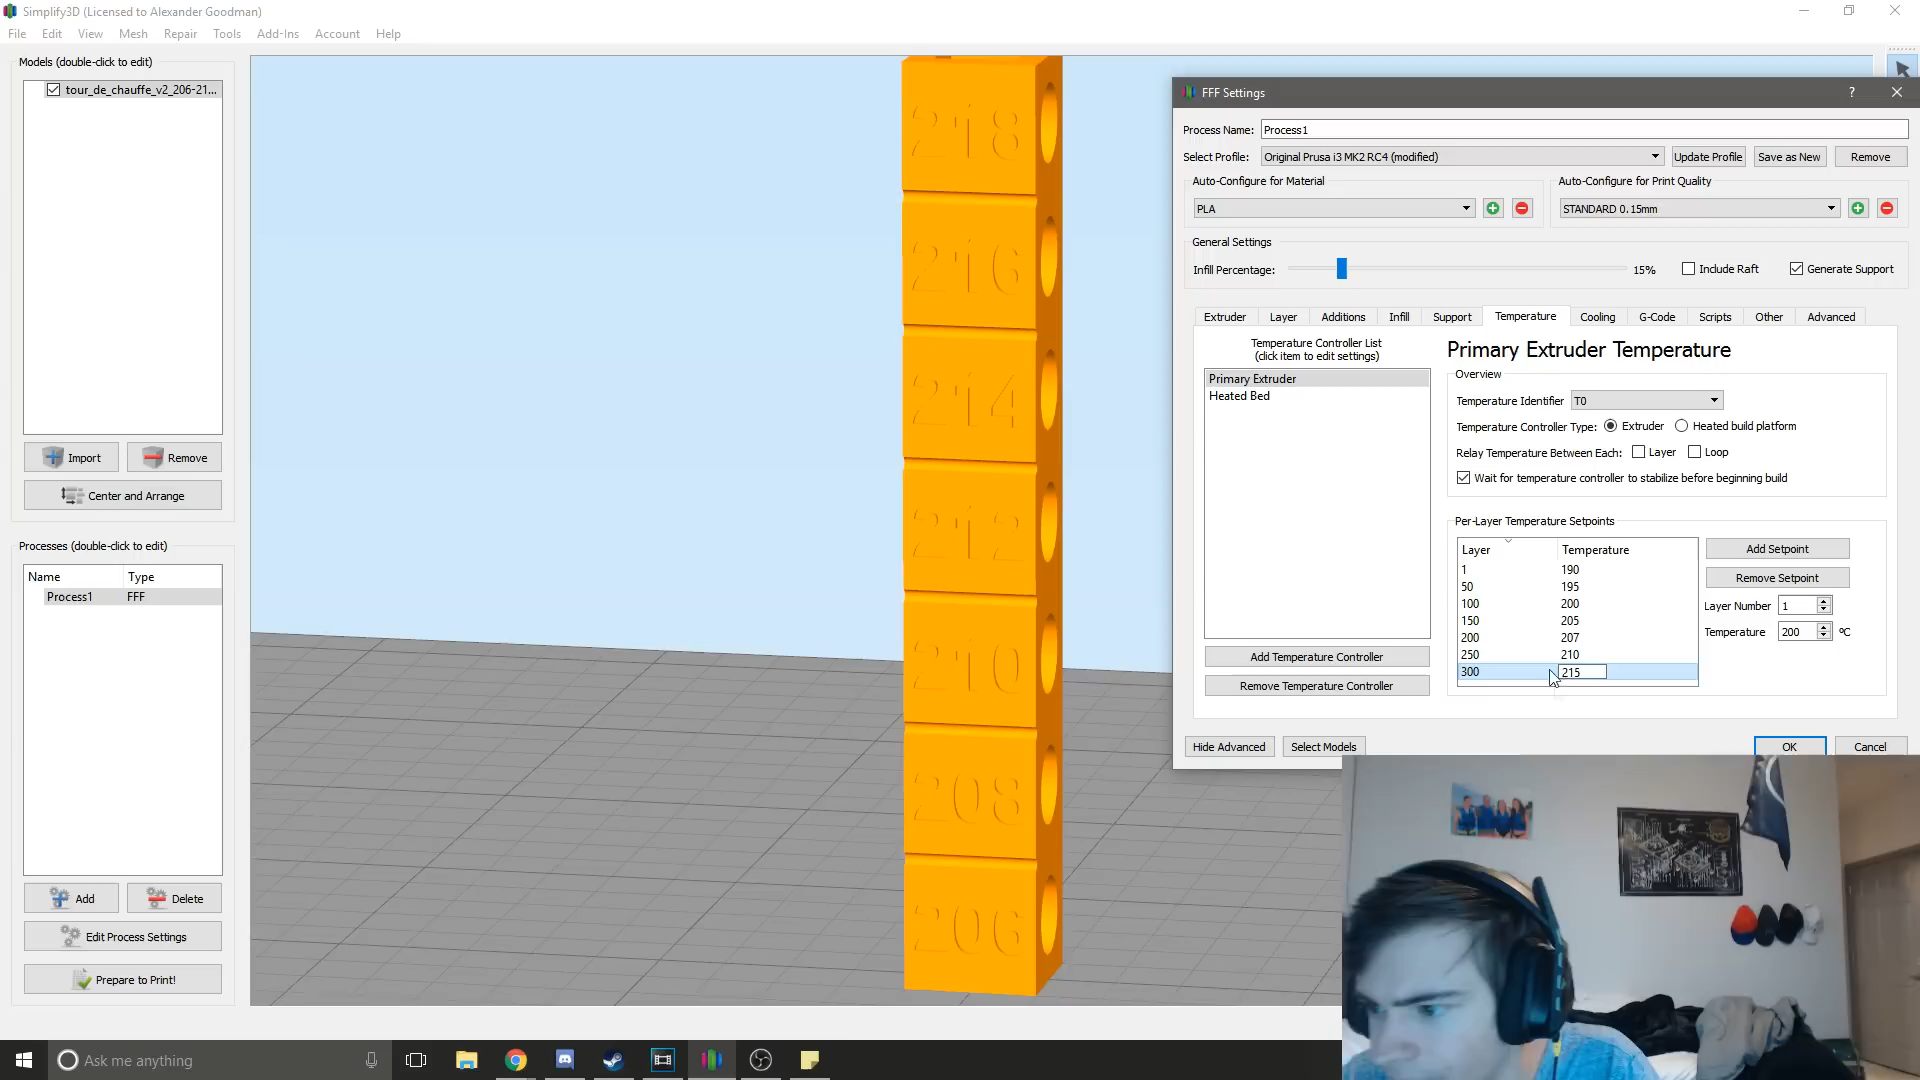 Simplify3D (Licensed to Alexander Goodman)
File Edit View Mesh Repair Tools Add-Ins Account Help
Models (double-click to edit)
tour_de_chauffe_v2_206-21...
Import Remove
Center and Arrange
Processes (double-click to edit)
Name Type
Process1 FFF
Add Delete
Edit Process Settings
Prepare to Print!
218
216
214
212
210
208
206
FFF Settings
Process Name: Process1
Select Profile: Original Prusa i3 MK2 RC4 (modified) Update Profile Save as New Remove
Auto-Configure for Material Auto-Configure for Print Quality
PLA STANDARD 0.15mm
General Settings
Infill Percentage: 15% Include Raft Generate Support
Extruder Layer Additions Infill Support Temperature Cooling G-Code Scripts Other Advanced
Temperature Controller List
(click item to edit settings)
Primary Extruder
Heated Bed
Add Temperature Controller
Remove Temperature Controller
Primary Extruder Temperature
Overview
Temperature Identifier T0
Temperature Controller Type: Extruder Heated build platform
Relay Temperature Between Each: Layer Loop
Wait for temperature controller to stabilize before beginning build
Per-Layer Temperature Setpoints
Layer Temperature
1 190
50 195
100 200
150 205
200 207
250 210
300 215
Add Setpoint
Remove Setpoint
Layer Number 1
Temperature 200 ºC
Hide Advanced Select Models OK Cancel
Ask me anything